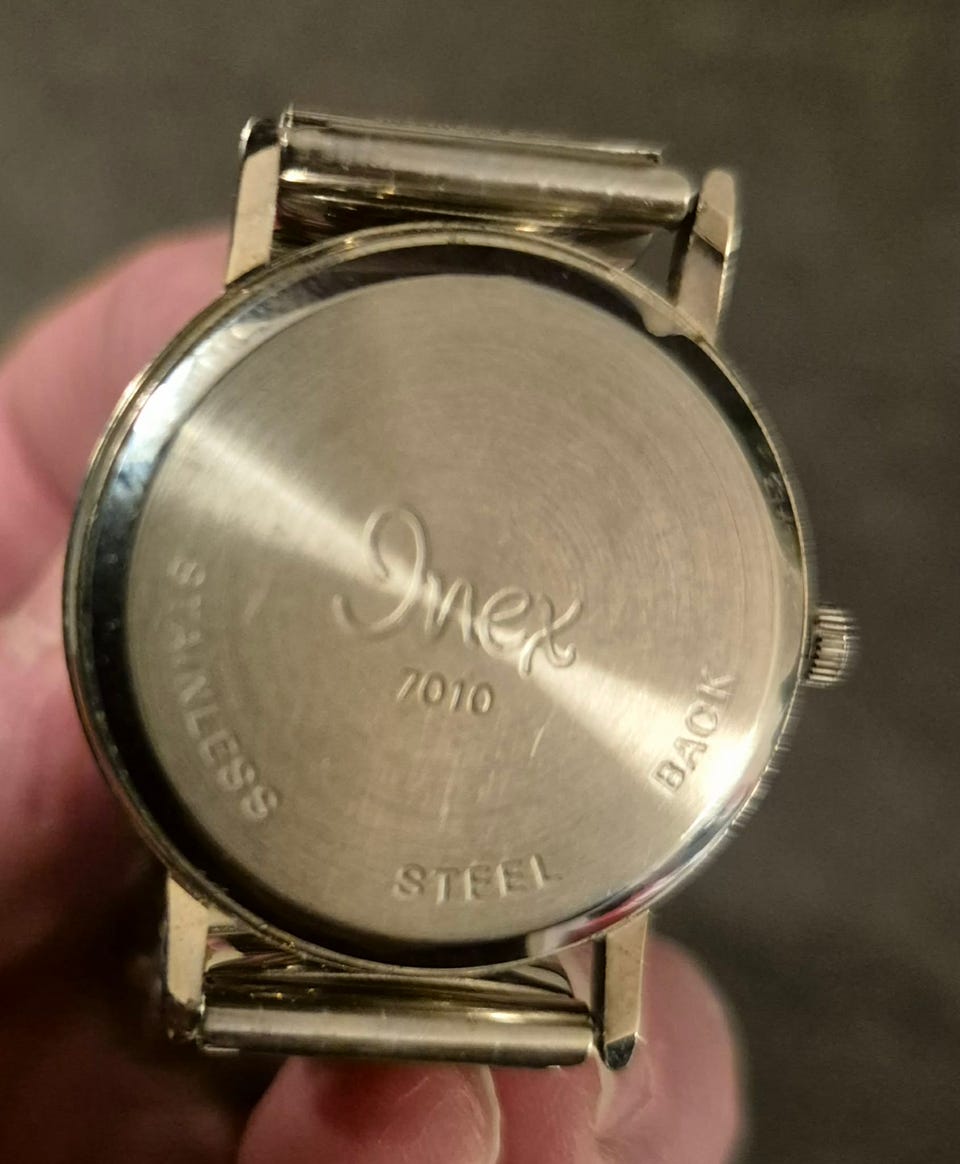 Inex
7010
STAINLESS
STEEL
BACK